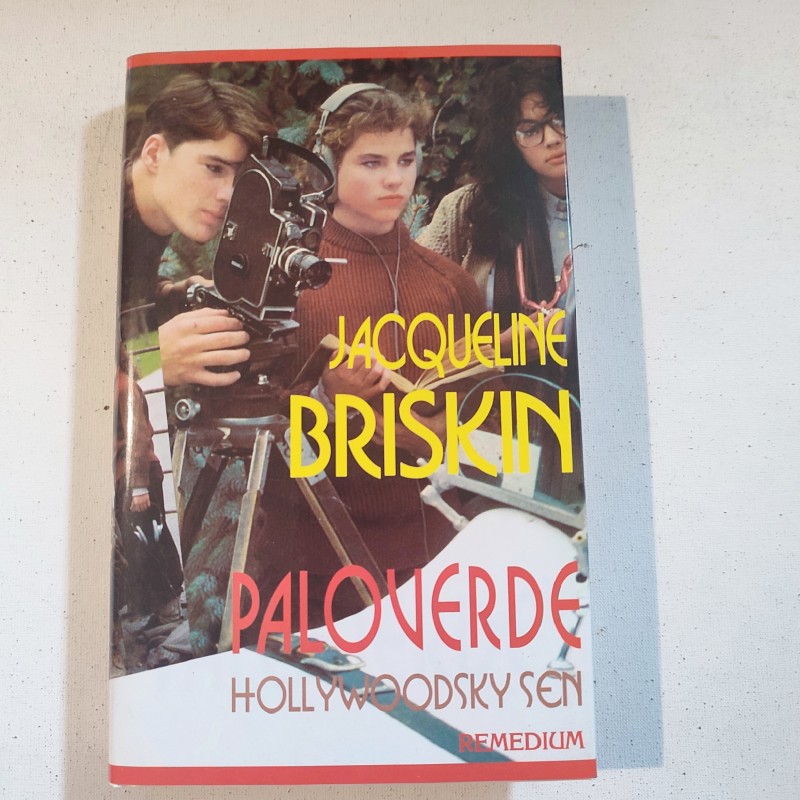 JACQUELINE
BRISKIN
PALOVERDE
HOLLYWOODSKY SEN
REMEDIUM